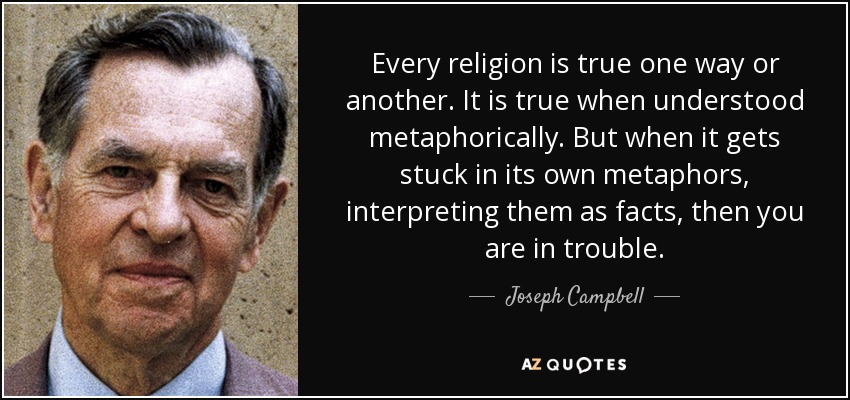 Every religion is true one way or
another. It is true when understood
metaphorically. But when it gets
stuck in its own metaphors,
interpreting them as facts, then you
are in trouble.
Joseph Campbell
AZ QUOTES